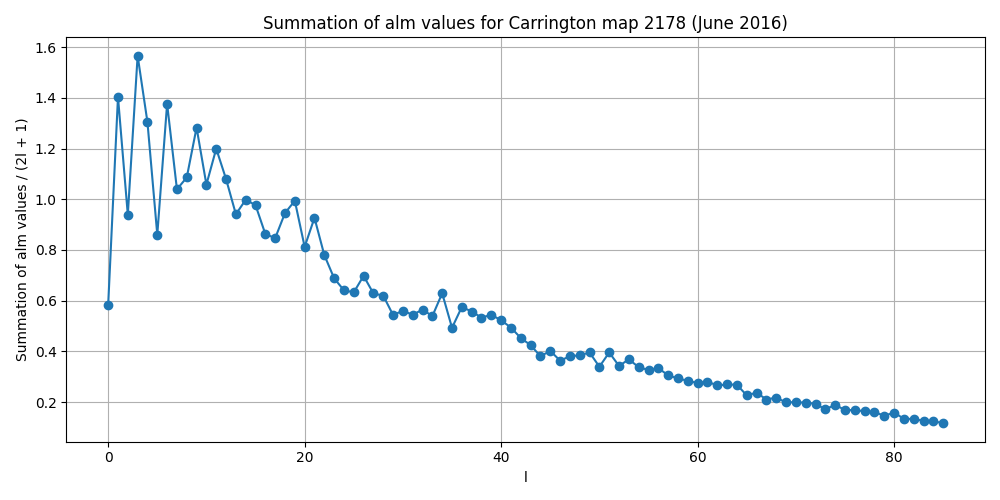 Summation of alm values for Carrington map 2178 (June 2016)
Summation of alm values / (2l + 1)
1.6
1.4
1.2
1.0
0.8
0.6
0.4
0.2
0 20 40 60 80
l